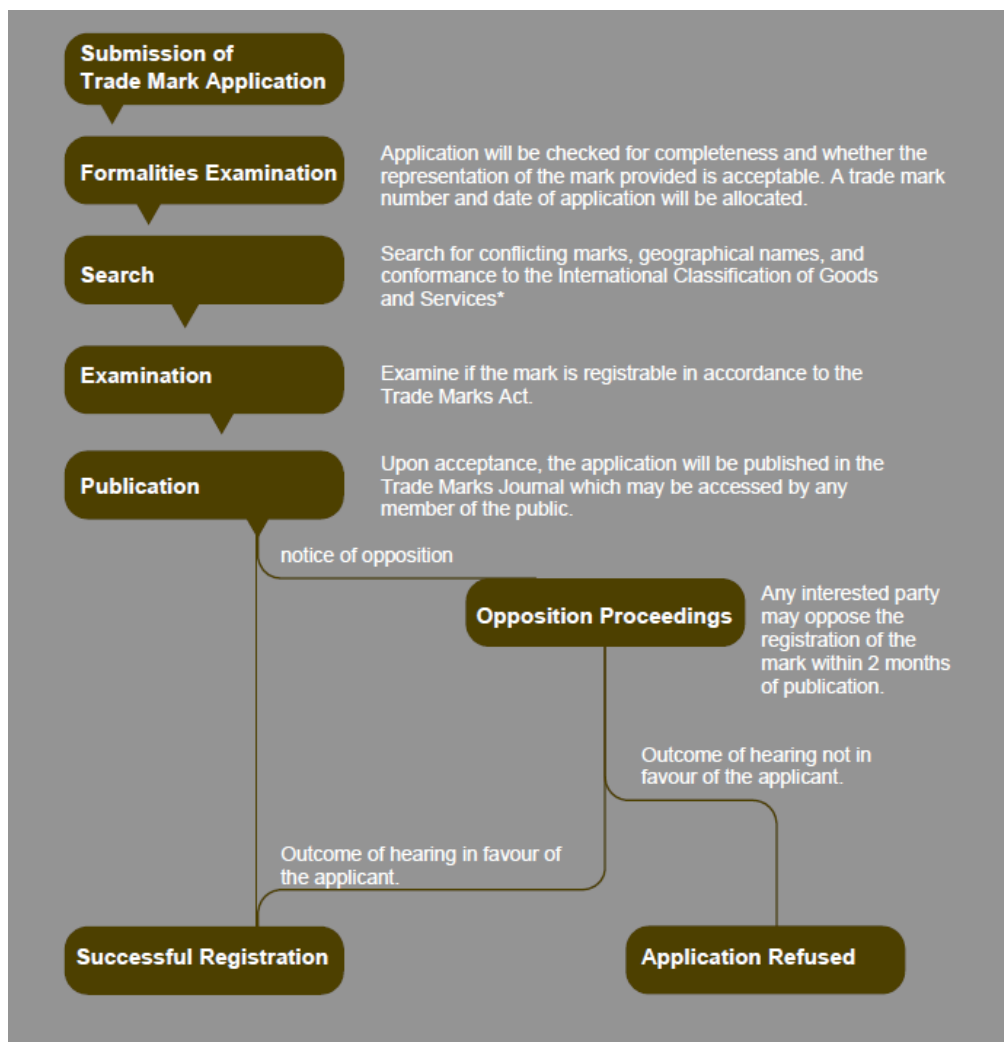 Submission of
Trade Mark Application
Formalities Examination
Application will be checked for completeness and whether the
representation of the mark provided is acceptable. A trade mark
number and date of application will be allocated.
Search
Search for conflicting marks, geographical names, and
conformance to the International Classification of Goods
and Services*
Examination
Examine if the mark is registrable in accordance to the
Trade Marks Act.
Publication
Upon acceptance, the application will be published in the
Trade Marks Journal which may be accessed by any
member of the public.
notice of opposition
Opposition Proceedings
Any interested party
may oppose the
registration of the
mark within 2 months
of publication.
Outcome of hearing not in
favour of the applicant.
Outcome of hearing in favour of
the applicant.
Successful Registration
Application Refused